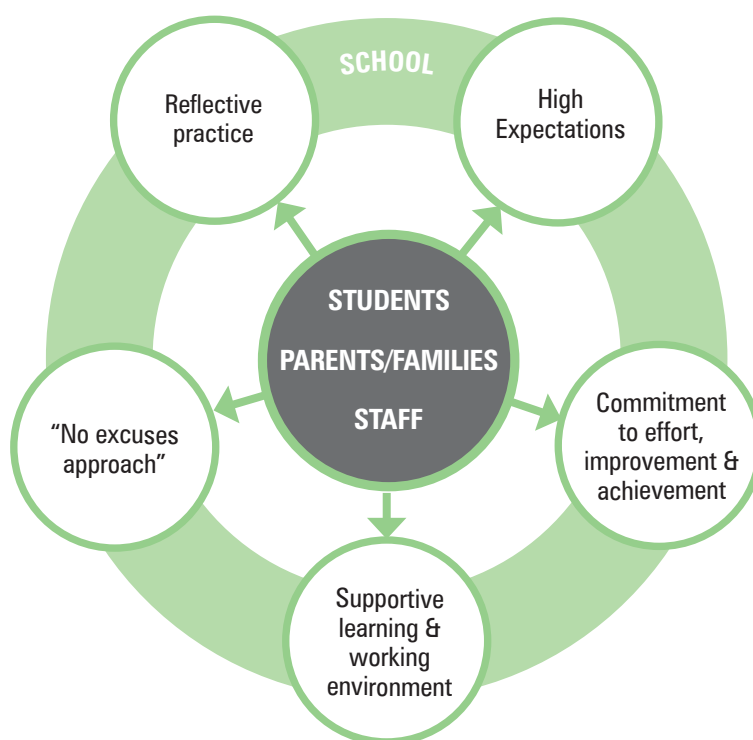 SCHOOL
Reflective
practice
High
Expectations
STUDENTS
PARENTS/FAMILIES
STAFF
"No excuses
approach"
Commitment
to effort,
improvement &
achievement
Supportive
learning &
working
environment